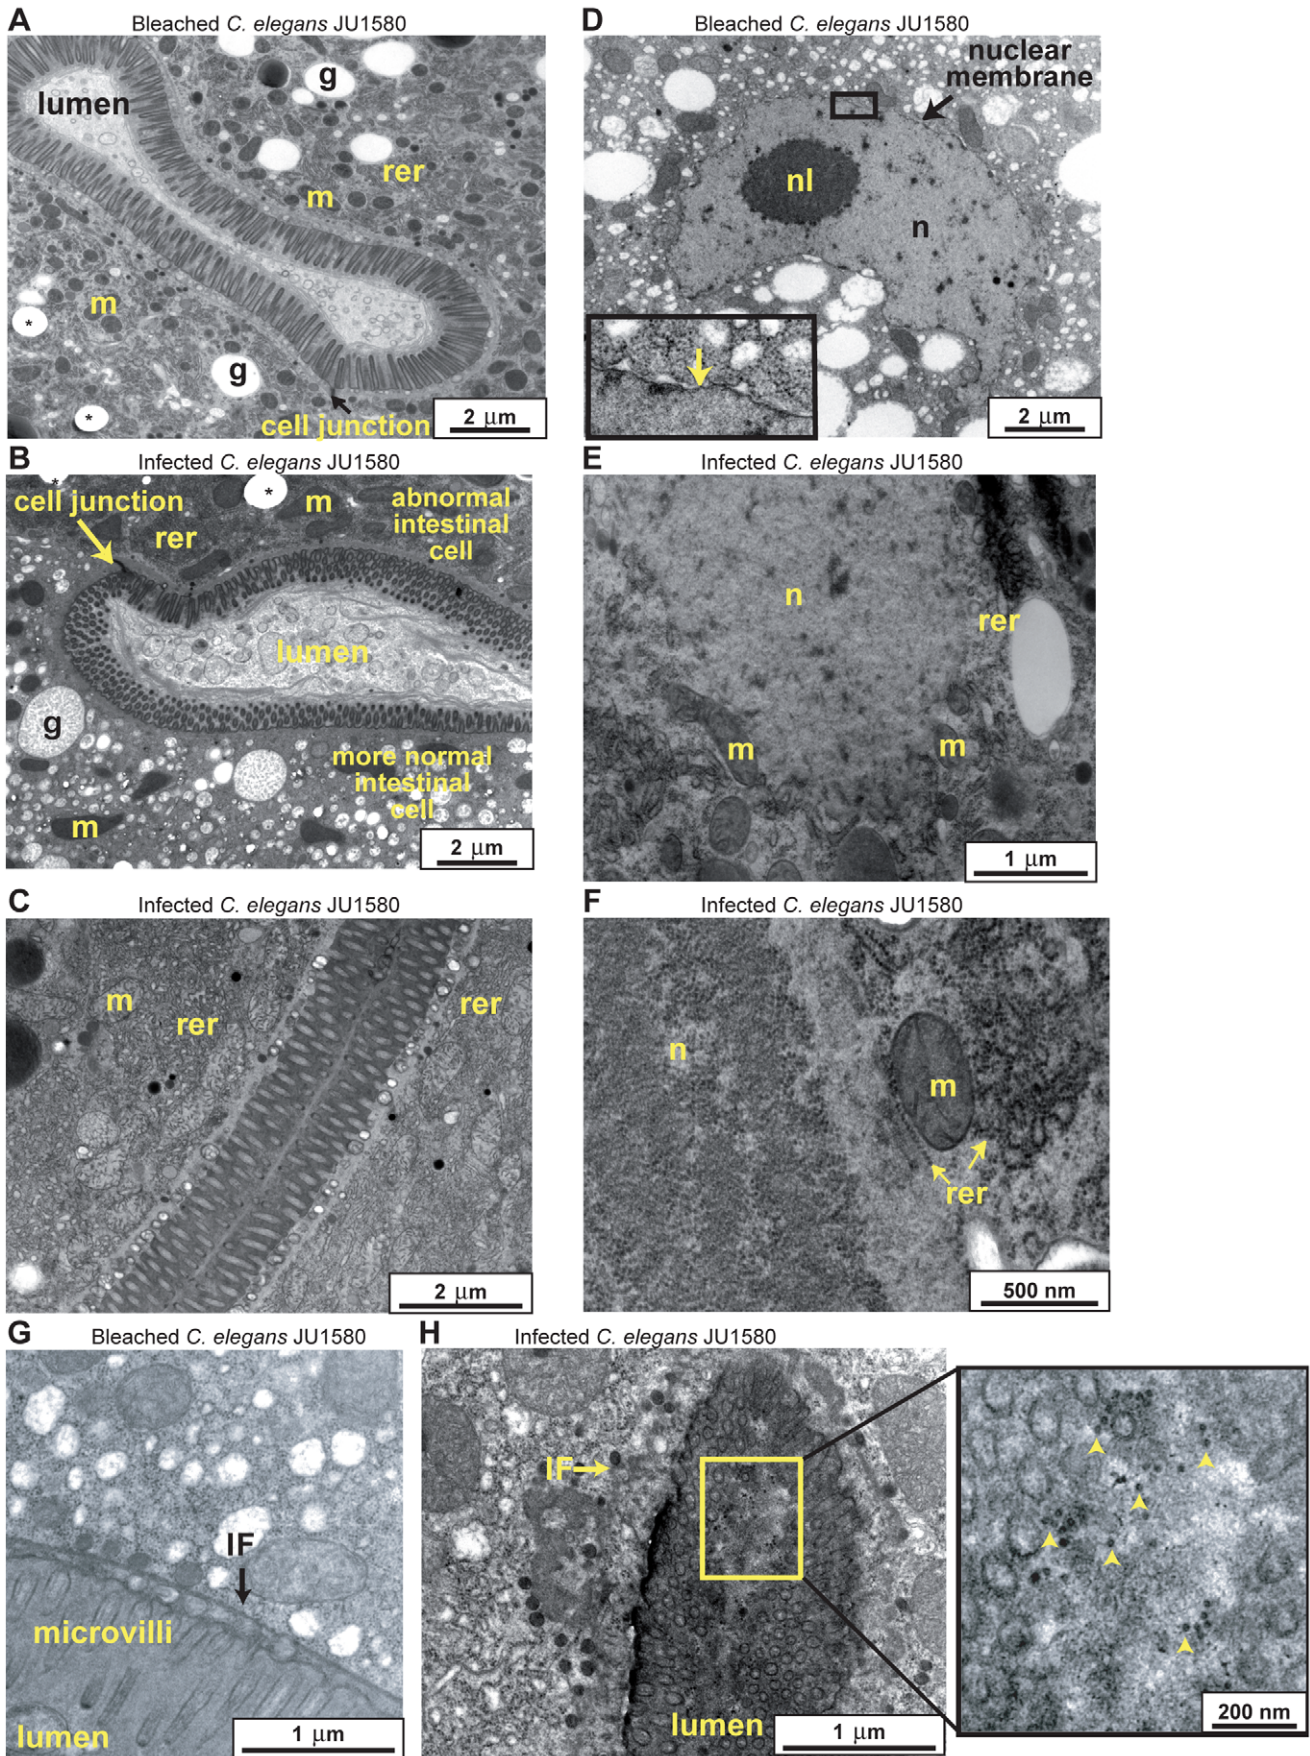 A
Bleached C. elegans JU1580
lumen
g
rer
m
m
*
g
*
cell junction
2 μm
B
Infected C. elegans JU1580
*
*
cell junction
m
abnormal
intestinal
cell
rer
lumen
g
more normal
intestinal
cell
m
2 μm
C
Infected C. elegans JU1580
m
rer
rer
2 μm
D
Bleached C. elegans JU1580
nuclear
membrane
nl
n
2 μm
E
Infected C. elegans JU1580
n
rer
m
m
1 μm
F
Infected C. elegans JU1580
n
m
rer
500 nm
G
Bleached C. elegans JU1580
IF
microvilli
lumen
1 μm
H
Infected C. elegans JU1580
IF
lumen
1 μm
200 nm